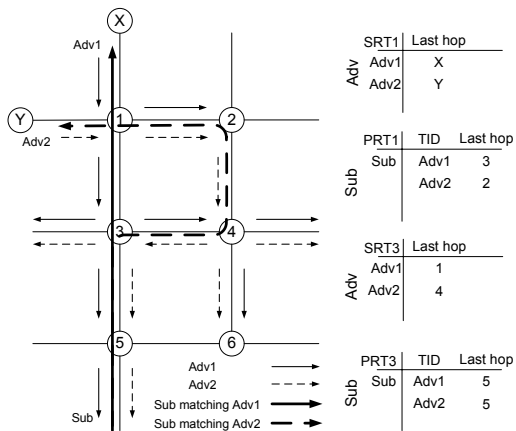 X
Adv1
Y
1
2
Adv2
3
4
5
6
Sub
Adv1
Adv2
Sub matching Adv1
Sub matching Adv2
Adv
SRT1 Last hop
Adv1 X
Adv2 Y
Sub
PRT1 TID Last hop
Sub Adv1 3
Adv2 2
Adv
SRT3 Last hop
Adv1 1
Adv2 4
Sub
PRT3 TID Last hop
Sub Adv1 5
Adv2 5